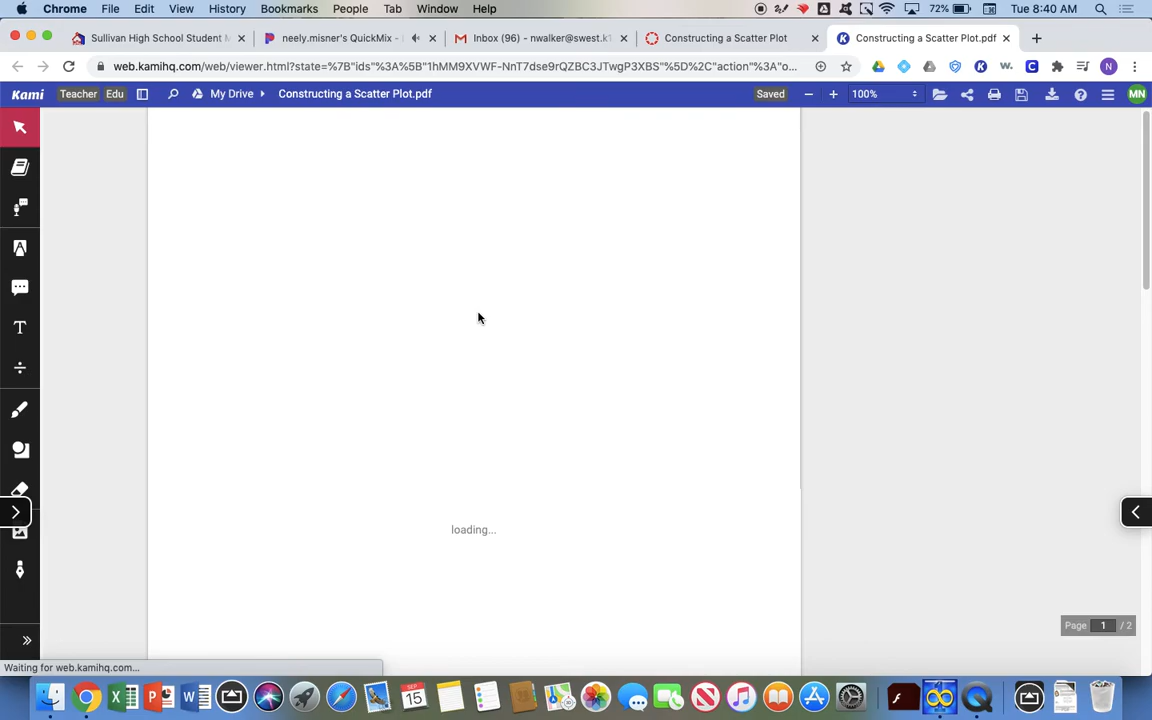 Chrome File Edit View History Bookmarks People Tab Window Help 72% Tue 8:40 AM
Sullivan High School Student M neely.misner's QuickMix - Inbox (96) - nwalker@swest.k1 Constructing a Scatter Plot Constructing a Scatter Plot.pdf
web.kamihq.com/web/viewer.html?state=%7B"ids"%3A%5B"1hMM9XVWF-NnT7dse9rQZBC3JTwgP3XBS"%5D%2C"action"%3A"o... N
Kami Teacher Edu My Drive Constructing a Scatter Plot.pdf Saved 100% MN
loading...
Page 1 / 2
Waiting for web.kamihq.com...
SEP
15